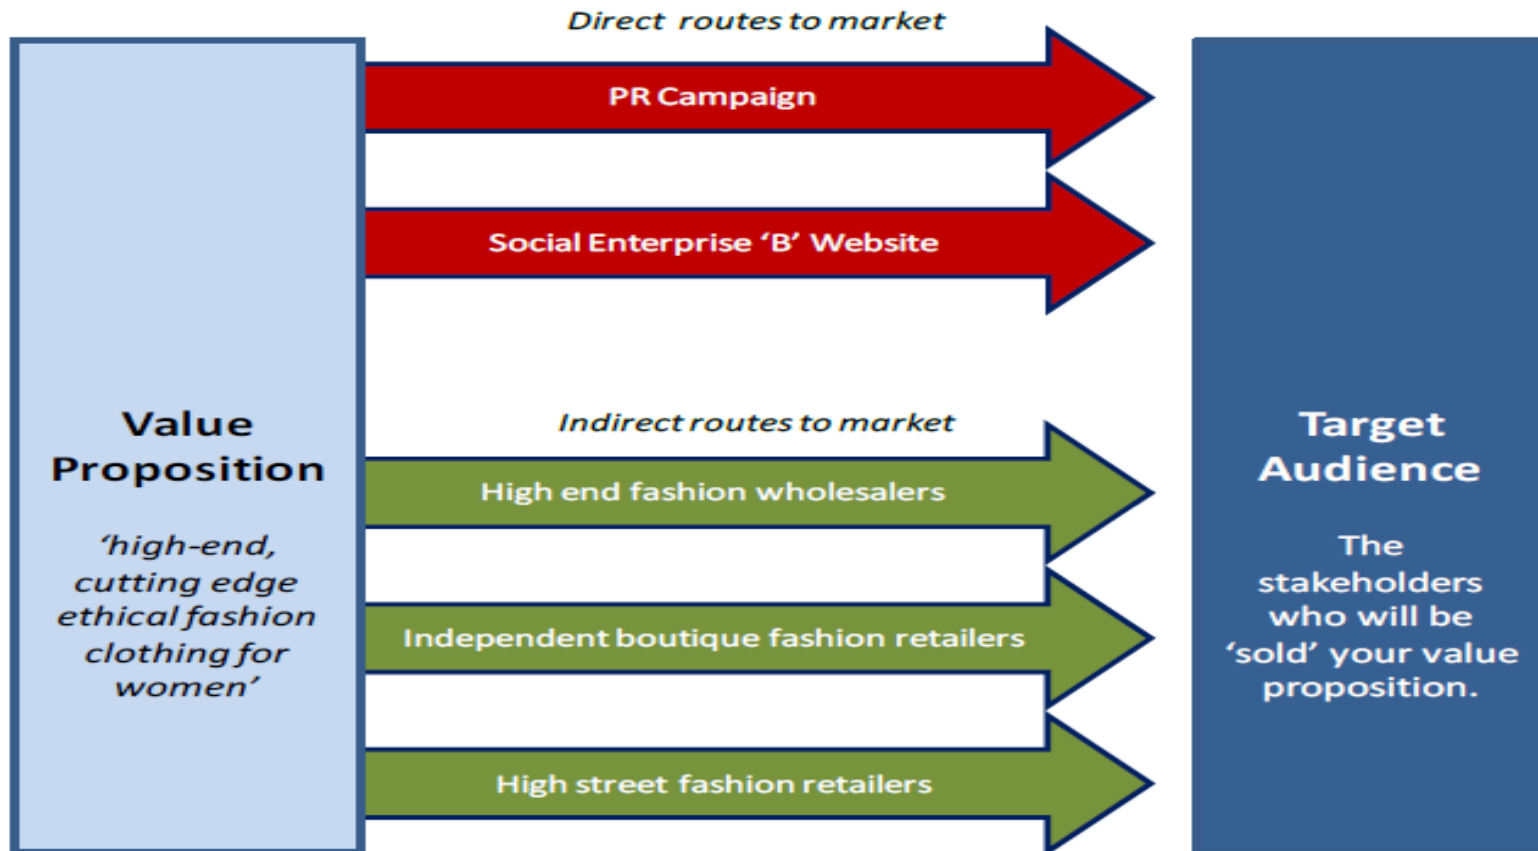 Direct routes to market
PR Campaign
Social Enterprise ‘B’ Website
Value
Proposition
‘high-end,
cutting edge
ethical fashion
clothing for
women’
Indirect routes to market
High end fashion wholesalers
Independent boutique fashion retailers
High street fashion retailers
Target
Audience
The
stakeholders
who will be
‘sold’ your value
proposition.